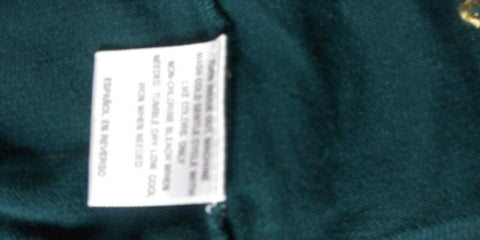 TURN INSIDE OUT. MACHINE
WASH COLD GENTLE CYCLE WITH
LIKE COLORS. ONLY
NON-CHLORINE BLEACH WHEN
NEEDED. TUMBLE DRY LOW. COOL
IRON WHEN NEEDED.
ESPAÑOL EN REVERSO